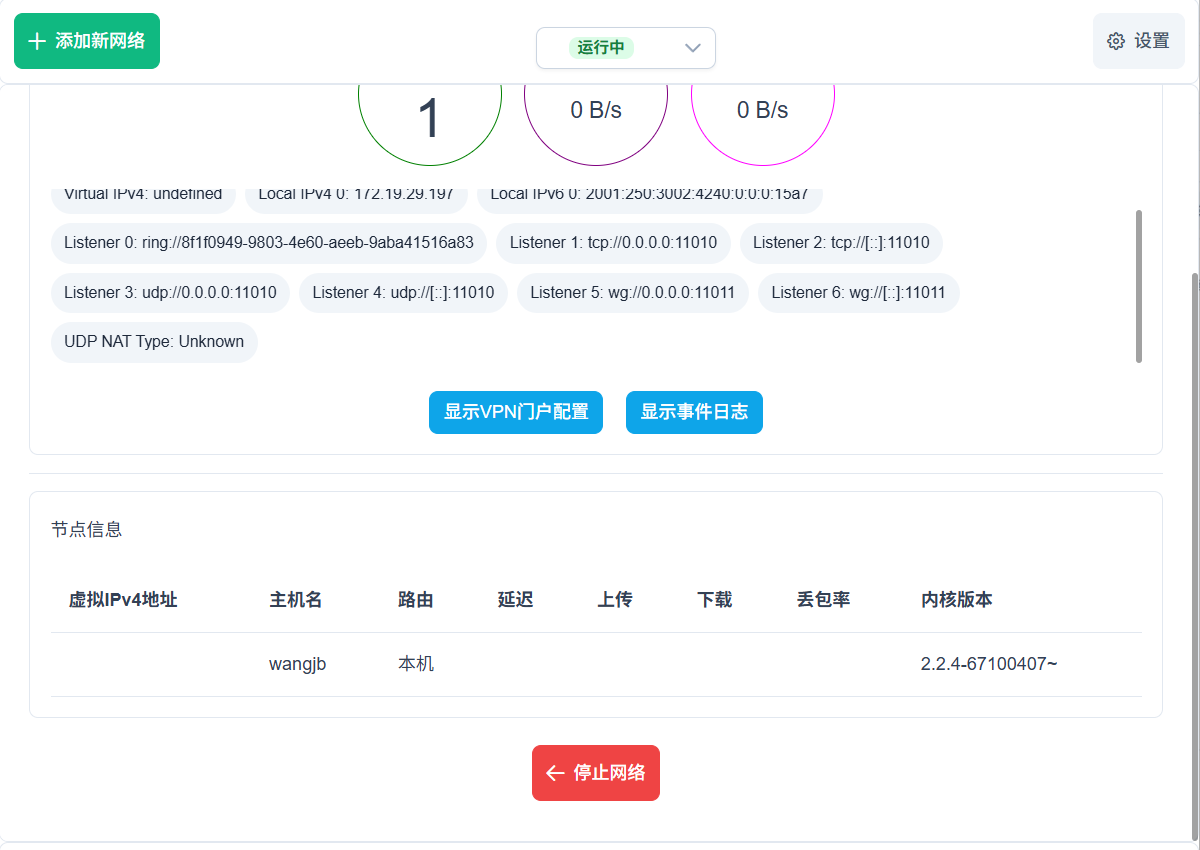 添加新网络
运行中
设置
1
0 B/s
0 B/s
Virtual IPv4: undefined
Local IPv4 0: 172.19.29.197
Local IPv6 0: 2001:250:3002:4240:0:0:0:15a7
Listener 0: ring://8f1f0949-9803-4e60-aeeb-9aba41516a83
Listener 1: tcp://0.0.0.0:11010
Listener 2: tcp://[::]:11010
Listener 3: udp://0.0.0.0:11010
Listener 4: udp://[::]:11010
Listener 5: wg://0.0.0.0:11011
Listener 6: wg://[::]:11011
UDP NAT Type: Unknown
显示VPN门户配置
显示事件日志
节点信息
虚拟IPv4地址 主机名 路由 延迟 上传 下载 丢包率 内核版本
wangjb 本机 2.2.4-67100407~
停止网络